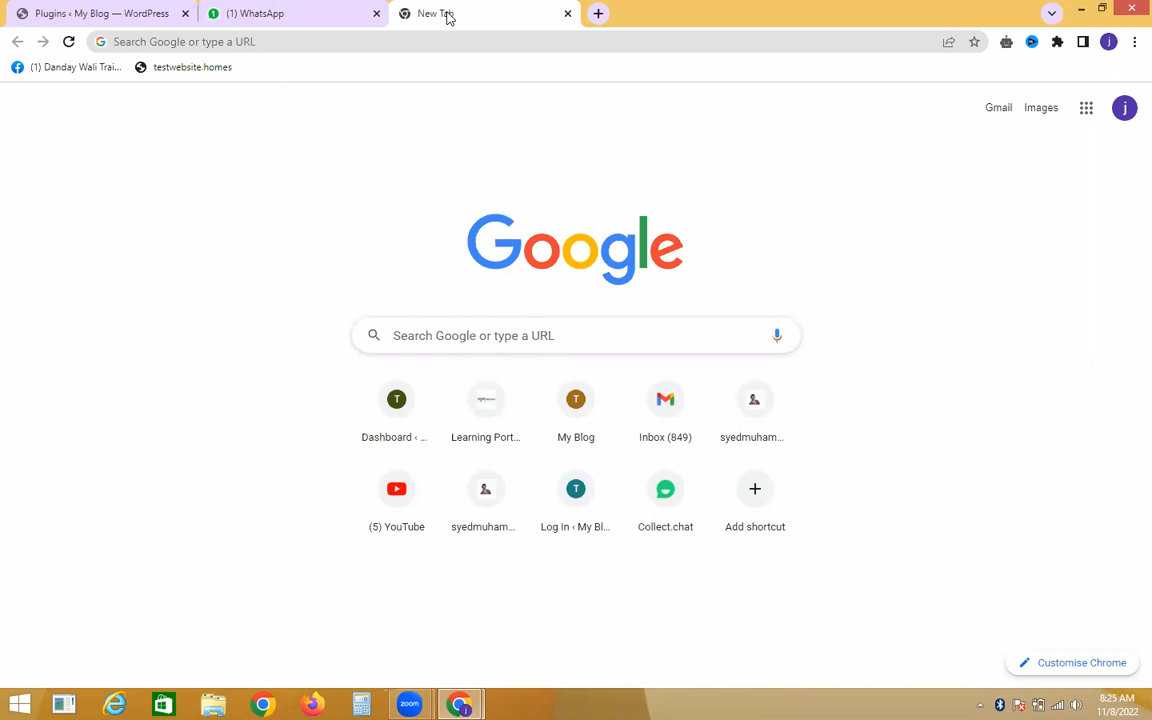 Plugins ‹ My Blog — WordPress
(1) WhatsApp
New Tab
Search Google or type a URL
(1) Danday Wali Trai...
testwebsite.homes
Gmail
Images
j
Google
Search Google or type a URL
Dashboard ‹ ...
Learning Port...
My Blog
Inbox (849)
syedmuham...
(5) YouTube
syedmuham...
Log In ‹ My Bl...
Collect.chat
Add shortcut
Customise Chrome
zoom
8:25 AM
11/8/2022